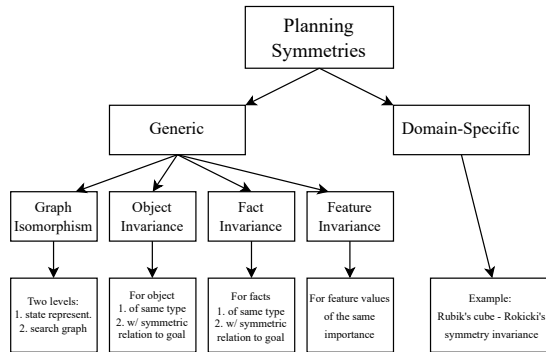 Planning
Symmetries
Generic
Domain-Specific
Graph
Isomorphism
Object
Invariance
Fact
Invariance
Feature
Invariance
Two levels:
1. state represent.
2. search graph
For object
1. of same type
2. w/ symmetric
relation to goal
For facts
1. of same type
2. w/ symmetric
relation to goal
For feature values
of the same
importance
Example:
Rubik's cube - Rokicki's
symmetry invariance